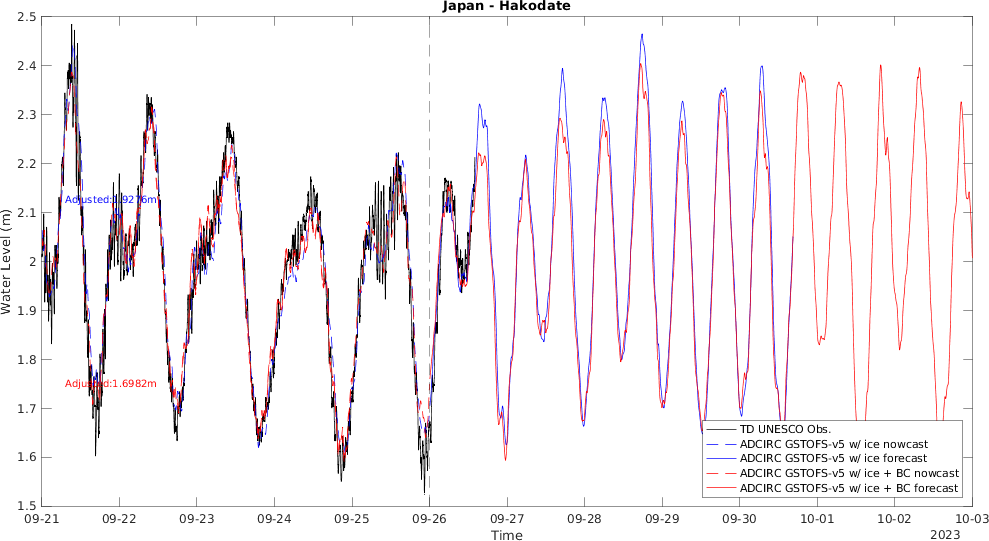 Japan - Hakodate
2.5
2.4
2.3
2.2
2.1
2
1.9
1.8
1.7
1.6
1.5
Water Level (m)
Adjusted:1.9276m
Adjusted:1.6982m
TD UNESCO Obs.
ADCIRC GSTOFS-v5 w/ ice nowcast
ADCIRC GSTOFS-v5 w/ ice forecast
ADCIRC GSTOFS-v5 w/ ice + BC nowcast
ADCIRC GSTOFS-v5 w/ ice + BC forecast
09-21 09-22 09-23 09-24 09-25 09-26 09-27 09-28 09-29 09-30 10-01 10-02 10-03
Time
2023